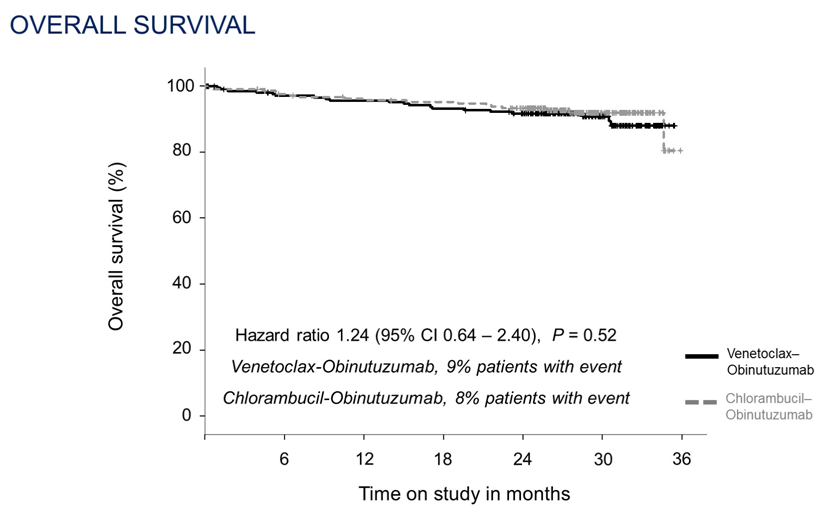 OVERALL SURVIVAL
100
80
60
40
20
0
Overall survival (%)
Hazard ratio 1.24 (95% CI 0.64 – 2.40), P = 0.52
Venetoclax-Obinutuzumab, 9% patients with event
Chlorambucil-Obinutuzumab, 8% patients with event
Venetoclax–
Obinutuzumab
Chlorambucil–
Obinutuzumab
6 12 18 24 30 36
Time on study in months